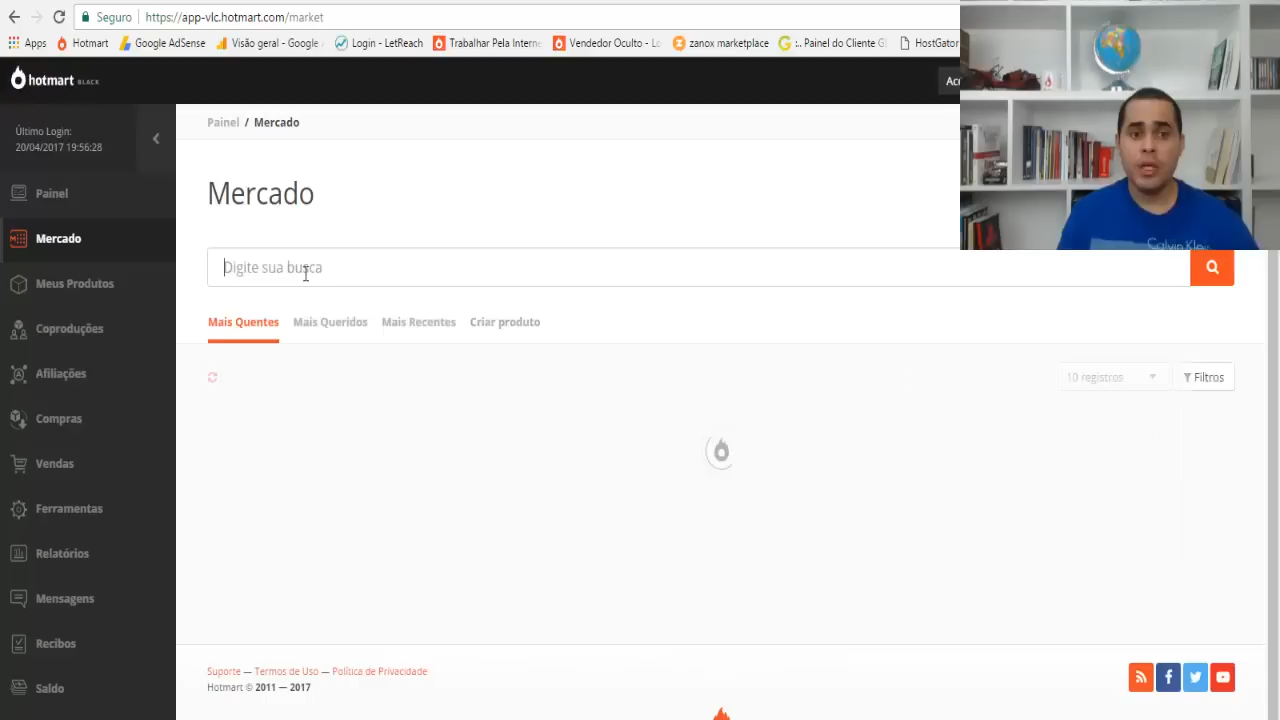 Seguro
https://app-vlc.hotmart.com/market
Apps
Hotmart
Google AdSense
Visão geral - Google
Login - LetReach
Trabalhar Pela Intern
Vendedor Oculto - Lo
zanox marketplace
:. Painel do Cliente G
HostGator
hotmart BLACK
Último Login:
20/04/2017 19:56:28
Painel
Mercado
Meus Produtos
Coproduções
Afiliações
Compras
Vendas
Ferramentas
Relatórios
Mensagens
Recibos
Saldo
Painel / Mercado
Mercado
Digite sua busca
Mais Quentes
Mais Queridos
Mais Recentes
Criar produto
10 registros
Filtros
Suporte — Termos de Uso — Política de Privacidade
Hotmart © 2011 — 2017
Calvin Klein